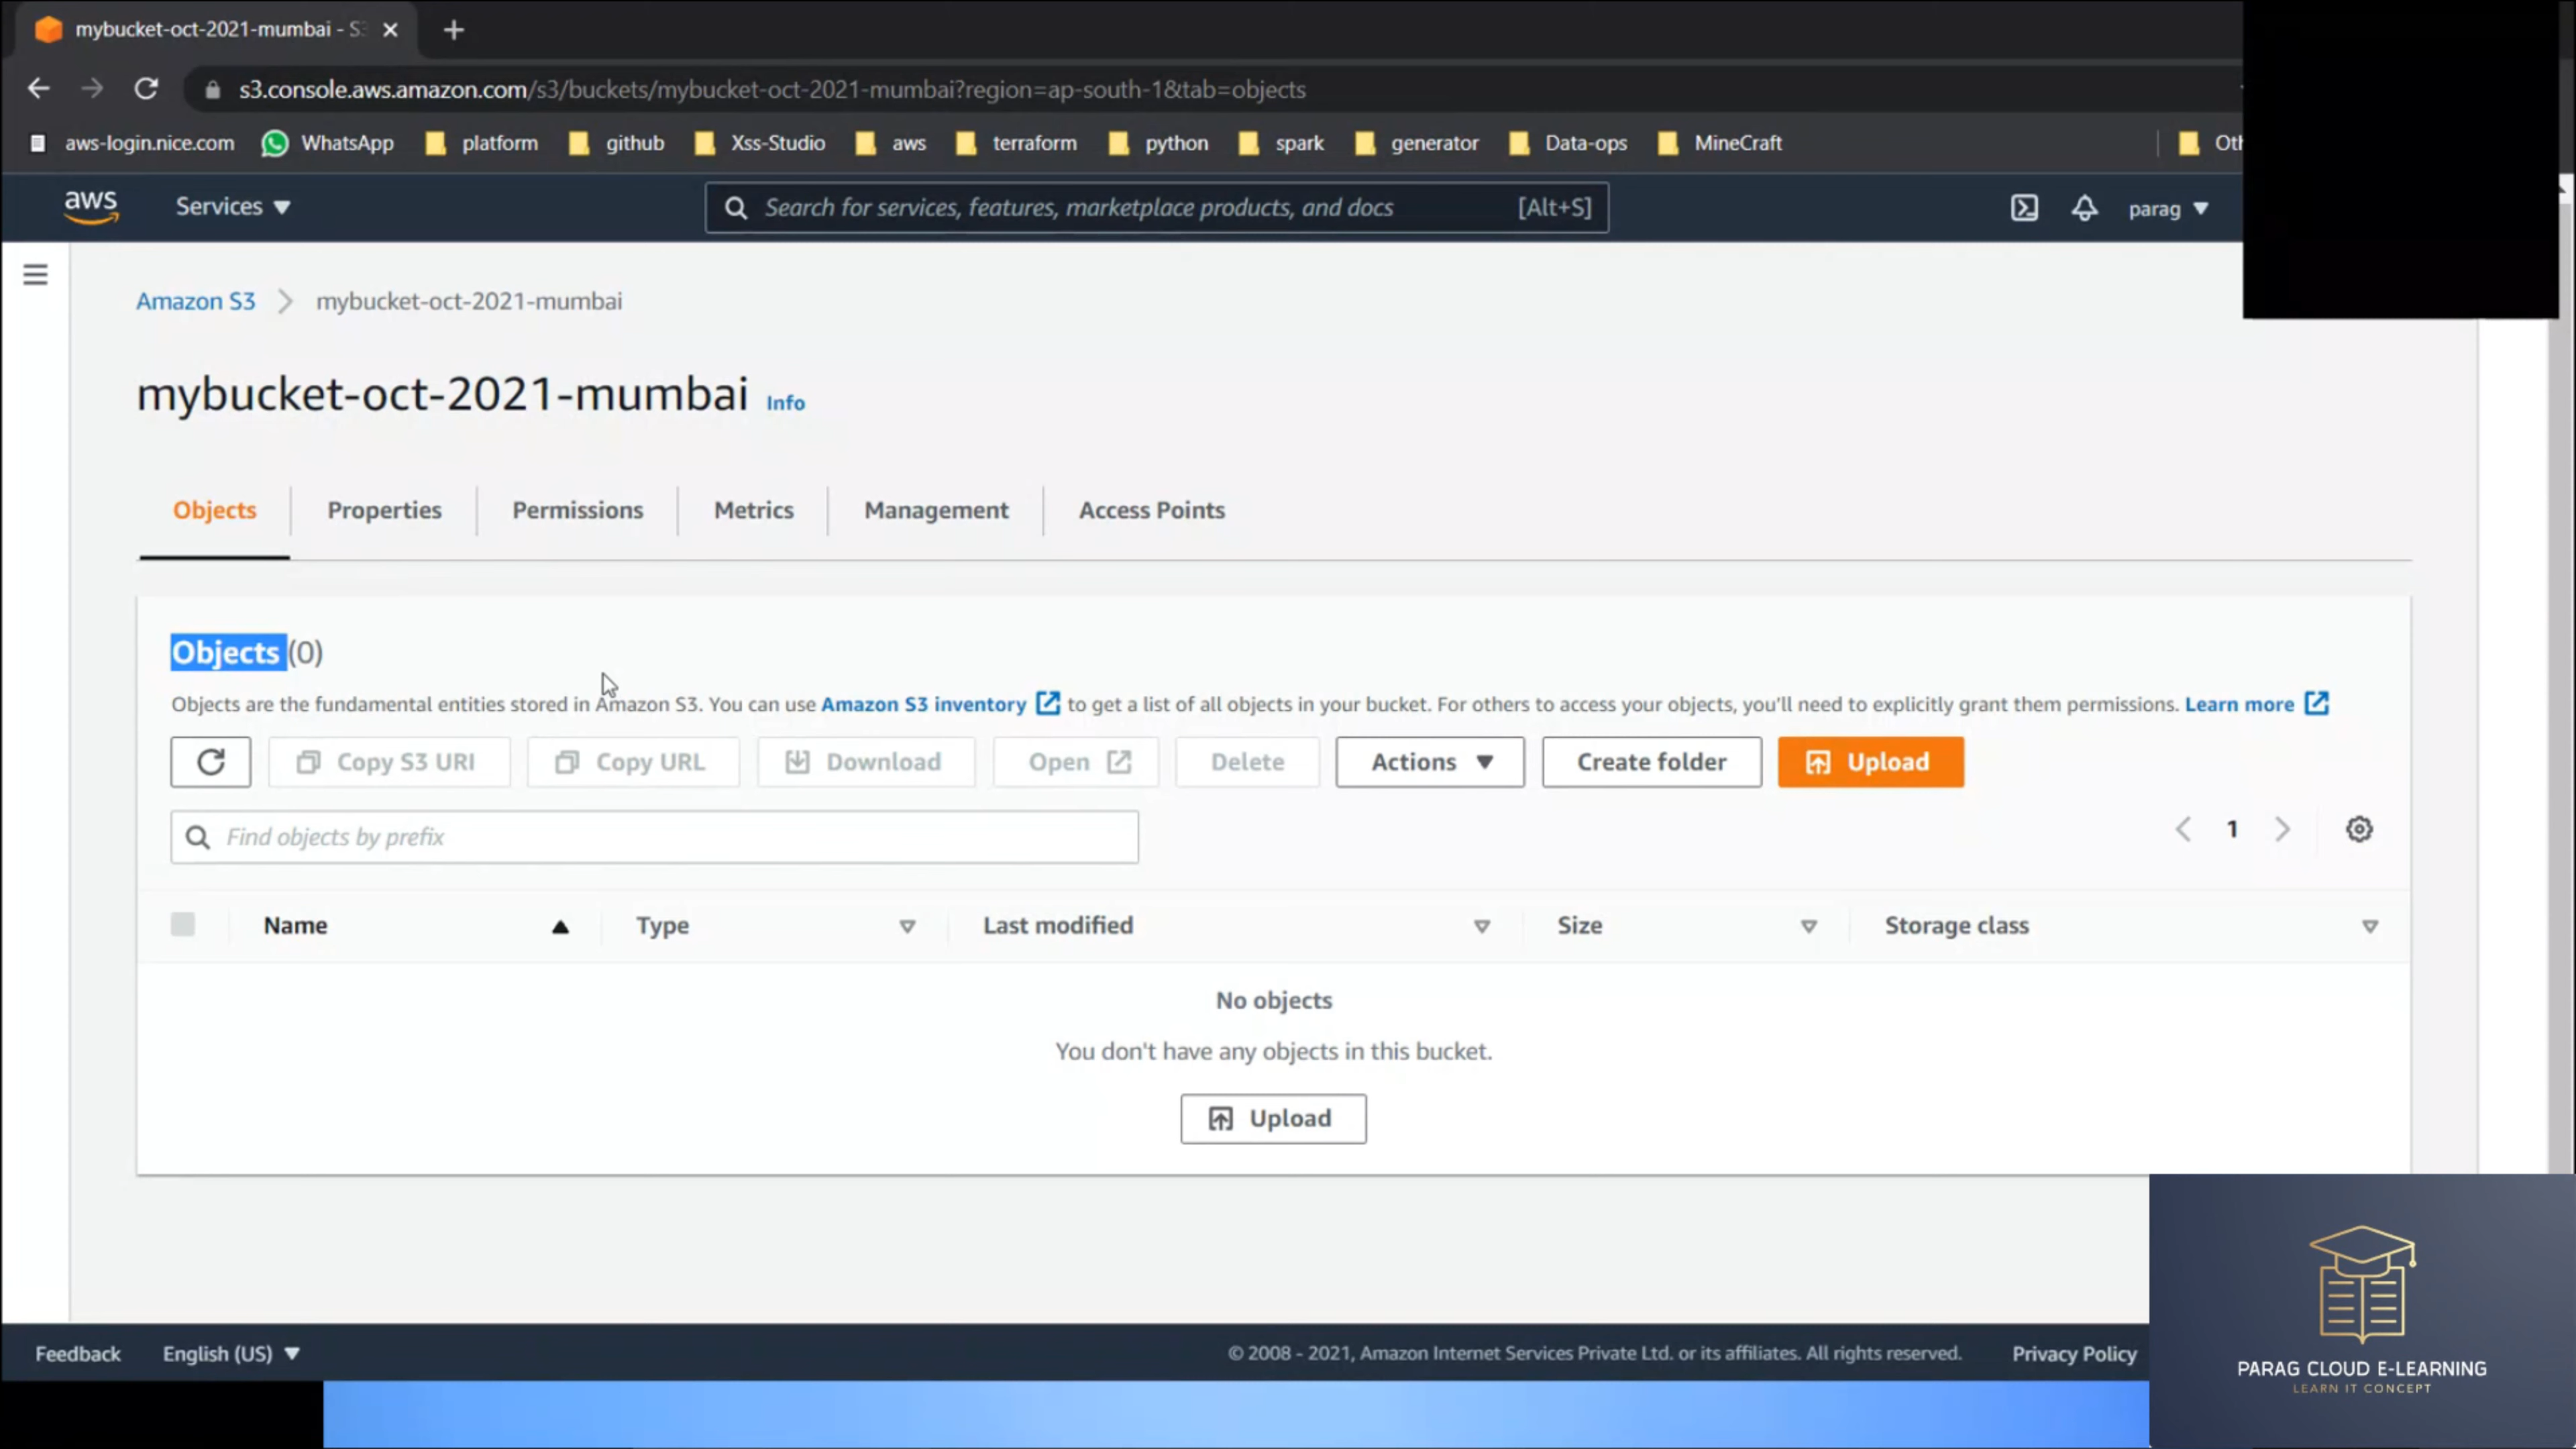 mybucket-oct-2021-mumbai - S3
s3.console.aws.amazon.com/s3/buckets/mybucket-oct-2021-mumbai?region=ap-south-1&tab=objects
aws-login.nice.com WhatsApp platform github Xss-Studio aws terraform python spark generator Data-ops MineCraft
aws Services Search for services, features, marketplace products, and docs [Alt+S] parag
Amazon S3 mybucket-oct-2021-mumbai
mybucket-oct-2021-mumbai Info
Objects Properties Permissions Metrics Management Access Points
Objects (0)
Objects are the fundamental entities stored in Amazon S3. You can use Amazon S3 inventory to get a list of all objects in your bucket. For others to access your objects, you'll need to explicitly grant them permissions. Learn more
Copy S3 URI Copy URL Download Open Delete Actions Create folder Upload
Find objects by prefix 1
Name Type Last modified Size Storage class
No objects
You don't have any objects in this bucket.
Upload
Feedback English (US) © 2008 - 2021, Amazon Internet Services Private Ltd. or its affiliates. All rights reserved. Privacy Policy
PARAG CLOUD E-LEARNING
LEARN IT CONCEPT